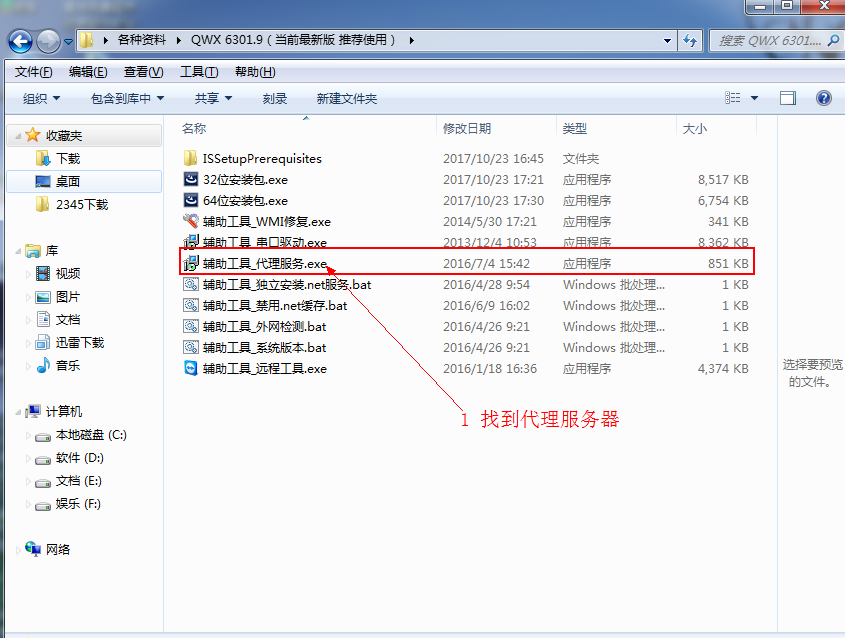 各种资料 QWX 6301.9（当前最新版 推荐使用） 搜索 QWX 6301....
文件(F) 编辑(E) 查看(V) 工具(T) 帮助(H)
组织 包含到库中 共享 刻录 新建文件夹
收藏夹
下载
桌面
2345下载
库
视频
图片
文档
迅雷下载
音乐
计算机
本地磁盘 (C:)
软件 (D:)
文档 (E:)
娱乐 (F:)
网络
名称 修改日期 类型 大小
ISSetupPrerequisites 2017/10/23 16:45 文件夹
32位安装包.exe 2017/10/23 17:21 应用程序 8,517 KB
64位安装包.exe 2017/10/23 17:30 应用程序 6,754 KB
辅助工具_WMI修复.exe 2014/5/30 17:21 应用程序 341 KB
辅助工具_串口驱动.exe 2013/12/4 10:53 应用程序 8,362 KB
辅助工具_代理服务.exe 2016/7/4 15:42 应用程序 851 KB
辅助工具_独立安装.net服务.bat 2016/4/28 9:54 Windows 批处理... 1 KB
辅助工具_禁用.net缓存.bat 2016/6/9 16:02 Windows 批处理... 1 KB
辅助工具_外网检测.bat 2016/4/26 9:21 Windows 批处理... 1 KB
辅助工具_系统版本.bat 2016/4/26 9:21 Windows 批处理... 1 KB
辅助工具_远程工具.exe 2016/1/18 16:36 应用程序 4,374 KB
选择要预览
的文件。
1 找到代理服务器